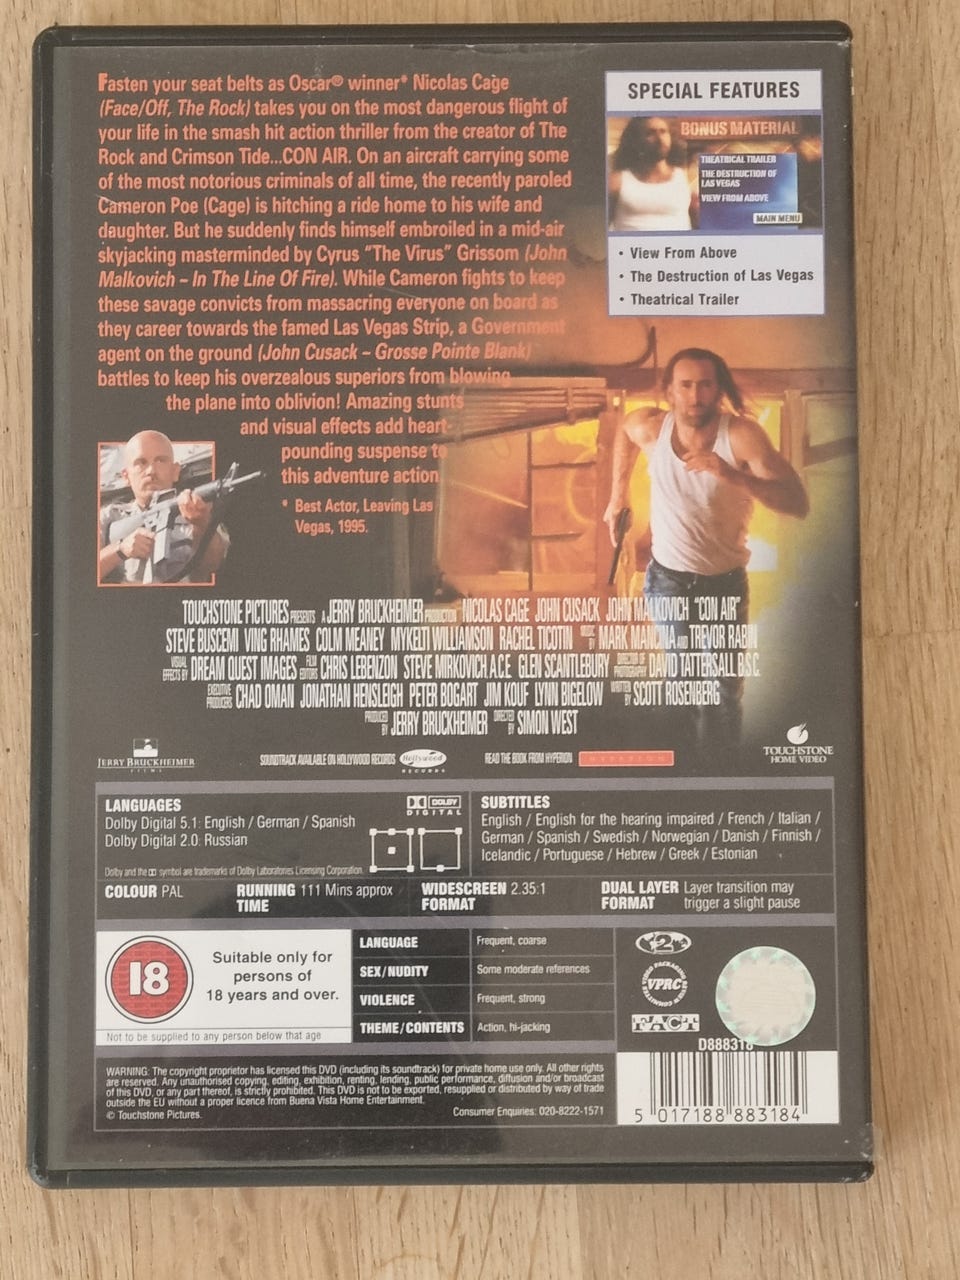 Fasten your seat belts as Oscar® winner* Nicolas Cage
(Face/Off, The Rock) takes you on the most dangerous flight of
your life in the smash hit action thriller from the creator of The
Rock and Crimson Tide...CON AIR. On an aircraft carrying some
of the most notorious criminals of all time, the recently paroled
Cameron Poe (Cage) is hitching a ride home to his wife and
daughter. But he suddenly finds himself embroiled in a mid-air
skyjacking masterminded by Cyrus “The Virus” Grissom (John
Malkovich – In The Line Of Fire). While Cameron fights to keep
these savage convicts from massacring everyone on board as
they career towards the famed Las Vegas Strip, a Government
agent on the ground (John Cusack – Grosse Pointe Blank)
battles to keep his overzealous superiors from blowing
the plane into oblivion! Amazing stunts
and visual effects add heart-
pounding suspense to
this adventure action.
* Best Actor, Leaving Las
Vegas, 1995.
SPECIAL FEATURES
BONUS MATERIAL
THEATRICAL TRAILER
THE DESTRUCTION OF
LAS VEGAS
VIEW FROM ABOVE
MAIN MENU
• View From Above
• The Destruction of Las Vegas
• Theatrical Trailer
TOUCHSTONE PICTURES PRESENTS A JERRY BRUCKHEIMER PRODUCTION NICOLAS CAGE JOHN CUSACK JOHN MALKOVICH “CON AIR”
STEVE BUSCEMI VING RHAMES COLM MEANEY MYKELTI WILLIAMSON RACHEL TICOTIN MUSIC BY MARK MANCINA AND TREVOR RABIN
VISUAL EFFECTS BY DREAM QUEST IMAGES FILM EDITORS CHRIS LEBENZON STEVE MIRKOVICH, A.C.E. GLEN SCANTLEBURY DIRECTOR OF PHOTOGRAPHY DAVID TATTERSALL B.S.C.
EXECUTIVE PRODUCERS CHAD OMAN JONATHAN HENSLEIGH PETER BOGART JIM KOUF LYNN BIGELOW WRITTEN BY SCOTT ROSENBERG
PRODUCED BY JERRY BRUCKHEIMER DIRECTED BY SIMON WEST
JERRY BRUCKHEIMER
FILMS
SOUNDTRACK AVAILABLE ON HOLLYWOOD RECORDS
Hollywood
RECORDS
READ THE BOOK FROM HYPERION
HYPERION
TOUCHSTONE
HOME VIDEO
LANGUAGES
Dolby Digital 5.1: English / German / Spanish
Dolby Digital 2.0: Russian
DOLBY
DIGITAL
Dolby and the symbol are trademarks of Dolby Laboratories Licensing Corporation.
SUBTITLES
English / English for the hearing impaired / French / Italian /
German / Spanish / Swedish / Norwegian / Danish / Finnish /
Icelandic / Portuguese / Hebrew / Greek / Estonian
COLOUR PAL
RUNNING TIME 111 Mins approx
WIDESCREEN FORMAT 2.35:1
DUAL LAYER FORMAT Layer transition may
trigger a slight pause
18
Suitable only for
persons of
18 years and over.
Not to be supplied to any person below that age
LANGUAGE Frequent, coarse
SEX/NUDITY Some moderate references
VIOLENCE Frequent, strong
THEME/CONTENTS Action, hi-jacking
2
VIDEO PACKAGING REVIEW COMMITTEE
VPRC
FACT
D888318
WARNING: The copyright proprietor has licensed this DVD (including its soundtrack) for private home use only. All other rights
are reserved. Any unauthorised copying, editing, exhibition, renting, lending, public performance, diffusion and/or broadcast
of this DVD, or any part thereof, is strictly prohibited. This DVD is not to be exported, resupplied or distributed by way of trade
outside the EU without a proper licence from Buena Vista Home Entertainment.
© Touchstone Pictures.
Consumer Enquiries: 020-8222-1571
5 017188 883184